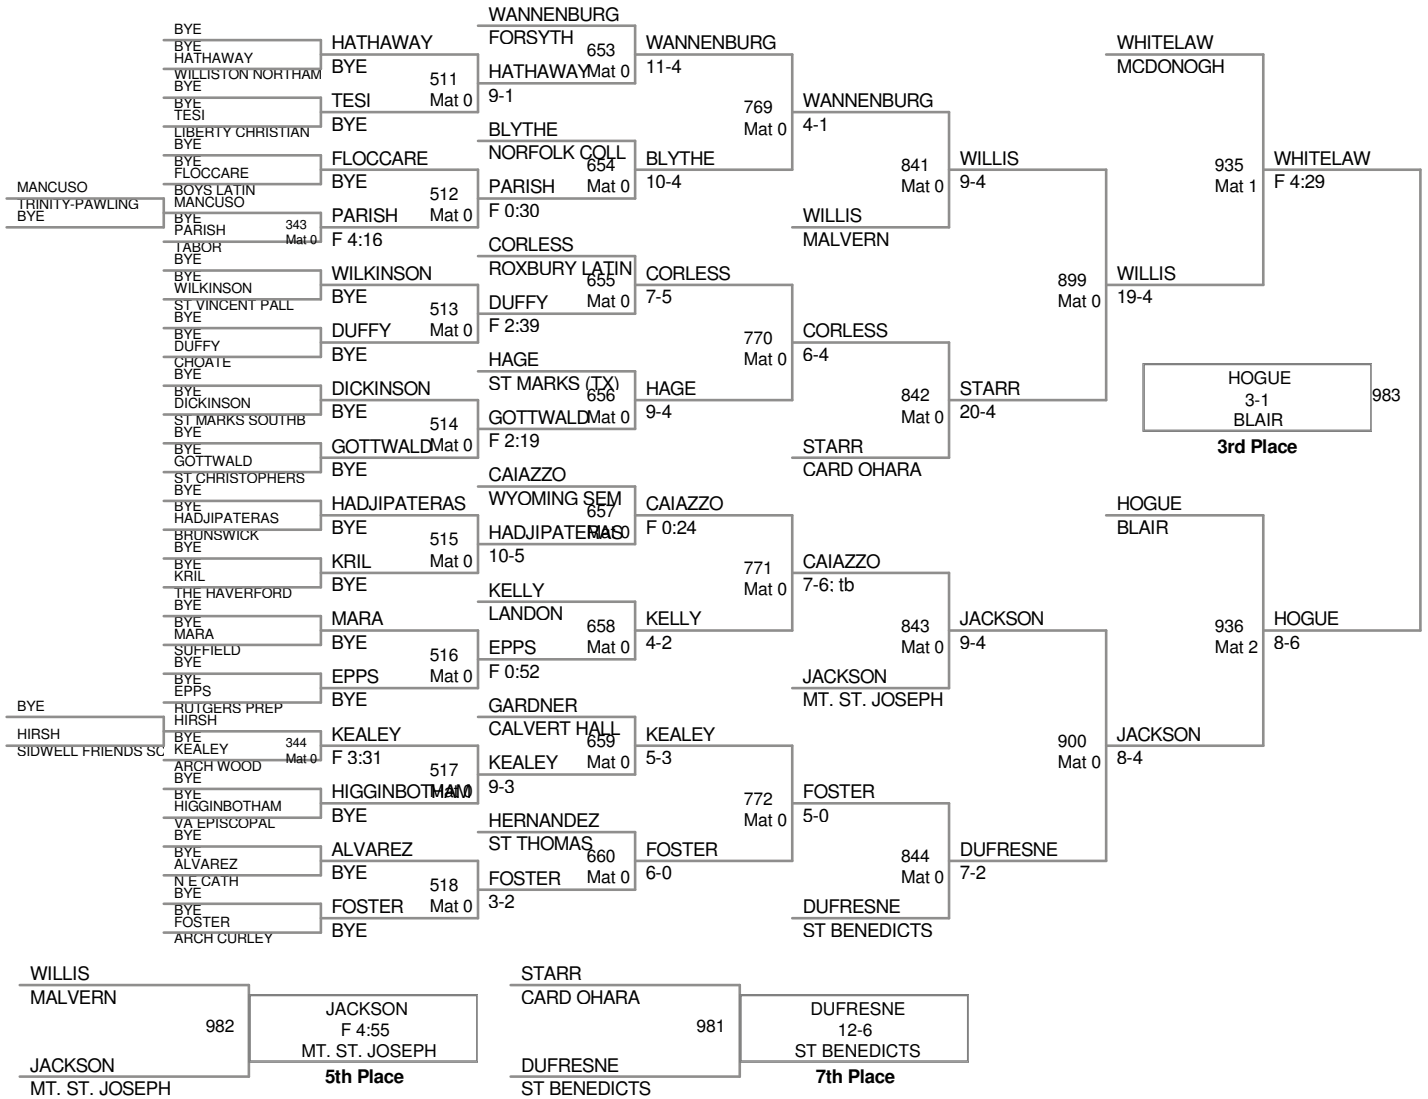 MANCUSO
TRINITY-PAWLING
BYE
BYE
HIRSH
SIDWELL FRIENDS SC
BYE
BYE
HATHAWAY
WILLISTON NORTHAM
BYE
BYE
TESI
LIBERTY CHRISTIAN
BYE
BYE
FLOCCARE
BOYS LATIN
MANCUSO
BYE
PARISH
343
Mat 0
TABOR
BYE
BYE
WILKINSON
ST VINCENT PALL
BYE
BYE
DUFFY
CHOATE
BYE
BYE
DICKINSON
ST MARKS SOUTHB
BYE
BYE
GOTTWALD
ST CHRISTOPHERS
BYE
BYE
HADJIPATERAS
BRUNSWICK
BYE
BYE
KRIL
THE HAVERFORD
BYE
BYE
MARA
SUFFIELD
BYE
BYE
EPPS
RUTGERS PREP
HIRSH
BYE
KEALEY
344
Mat 0
ARCH WOOD
BYE
BYE
HIGGINBOTHAM
VA EPISCOPAL
BYE
BYE
ALVAREZ
N E CATH
BYE
BYE
FOSTER
ARCH CURLEY
HATHAWAY
BYE
511
Mat 0
TESI
BYE
FLOCCARE
BYE
512
Mat 0
PARISH
F 4:16
WILKINSON
BYE
513
Mat 0
DUFFY
BYE
DICKINSON
BYE
514
Mat 0
GOTTWALD
BYE
HADJIPATERAS
BYE
515
Mat 0
KRIL
BYE
MARA
BYE
516
Mat 0
EPPS
BYE
KEALEY
F 3:31
517
Mat 0
HIGGINBOTHAM
BYE
ALVAREZ
BYE
518
Mat 0
FOSTER
BYE
WANNENBURG
FORSYTH
653
Mat 0
HATHAWAY
9-1
BLYTHE
NORFOLK COLL
654
Mat 0
PARISH
F 0:30
CORLESS
ROXBURY LATIN
655
Mat 0
DUFFY
F 2:39
HAGE
ST MARKS (TX)
656
Mat 0
GOTTWALD
F 2:19
CAIAZZO
WYOMING SEM
657
Mat 0
HADJIPATERAS
10-5
KELLY
LANDON
658
Mat 0
EPPS
F 0:52
GARDNER
CALVERT HALL
659
Mat 0
KEALEY
9-3
HERNANDEZ
ST THOMAS
660
Mat 0
FOSTER
3-2
WANNENBURG
11-4
769
Mat 0
BLYTHE
10-4
CORLESS
7-5
770
Mat 0
HAGE
9-4
CAIAZZO
F 0:24
771
Mat 0
KELLY
4-2
KEALEY
5-3
772
Mat 0
FOSTER
6-0
WANNENBURG
4-1
841
Mat 0
WILLIS
MALVERN
CORLESS
6-4
842
Mat 0
STARR
CARD OHARA
CAIAZZO
7-6; tb
843
Mat 0
JACKSON
MT. ST. JOSEPH
FOSTER
5-0
844
Mat 0
DUFRESNE
ST BENEDICTS
WILLIS
9-4
899
Mat 0
STARR
20-4
JACKSON
9-4
900
Mat 0
DUFRESNE
7-2
WHITELAW
MCDONOGH
935
Mat 1
WILLIS
19-4
HOGUE
BLAIR
936
Mat 2
JACKSON
8-4
WHITELAW
F 4:29
HOGUE
8-6
HOGUE
3-1
BLAIR
983
3rd Place
WILLIS
MALVERN
982
JACKSON
MT. ST. JOSEPH
JACKSON
F 4:55
MT. ST. JOSEPH
5th Place
STARR
CARD OHARA
981
DUFRESNE
ST BENEDICTS
DUFRESNE
12-6
ST BENEDICTS
7th Place